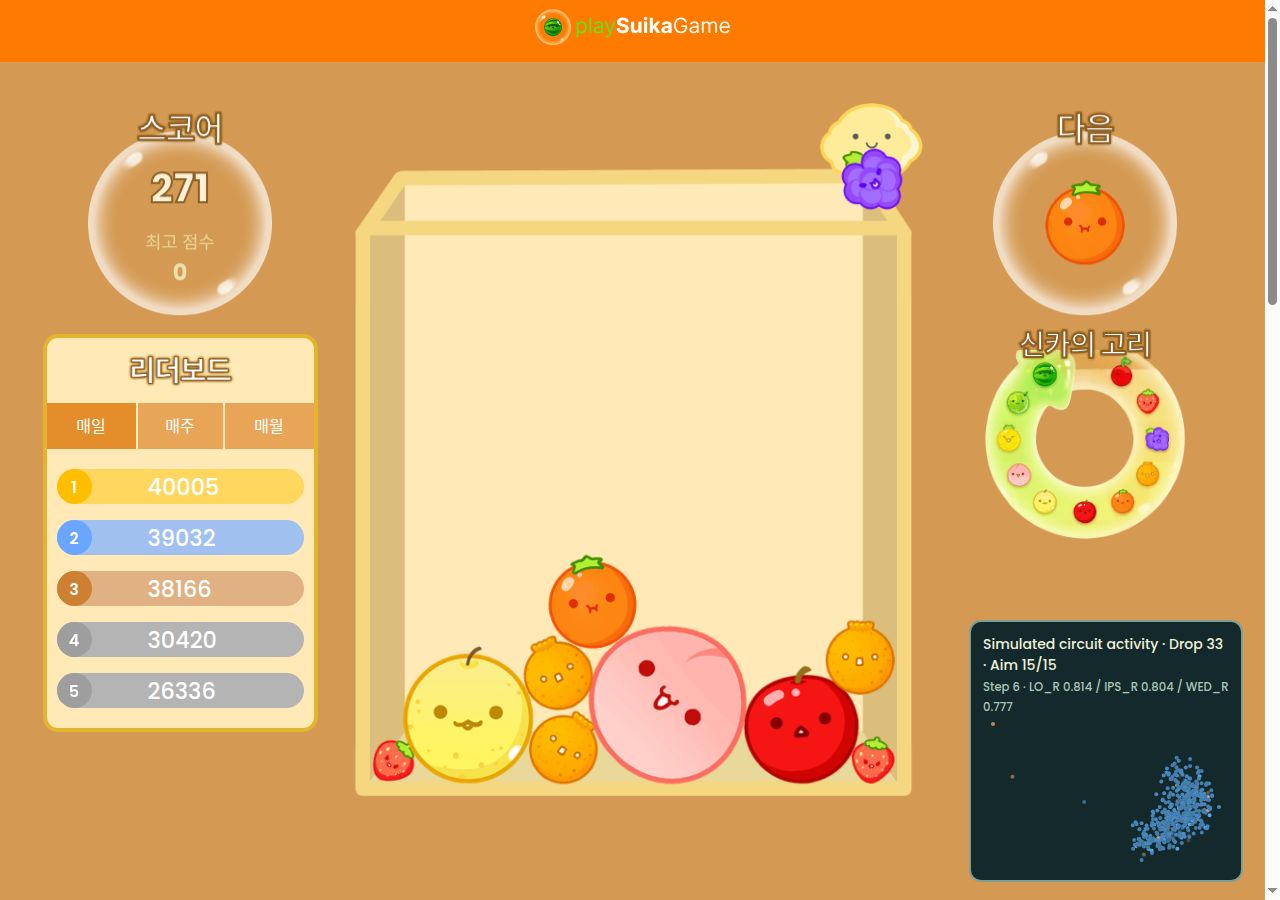 playSuikaGame
스코어
271
최고 점수
0
다음
신카의 고리
리더보드
매일 매주 매월
1 40005
2 39032
3 38166
4 30420
5 26336
Simulated circuit activity · Drop 33
· Aim 15/15
Step 6 · LO_R 0.814 / IPS_R 0.804 / WED_R
0.777